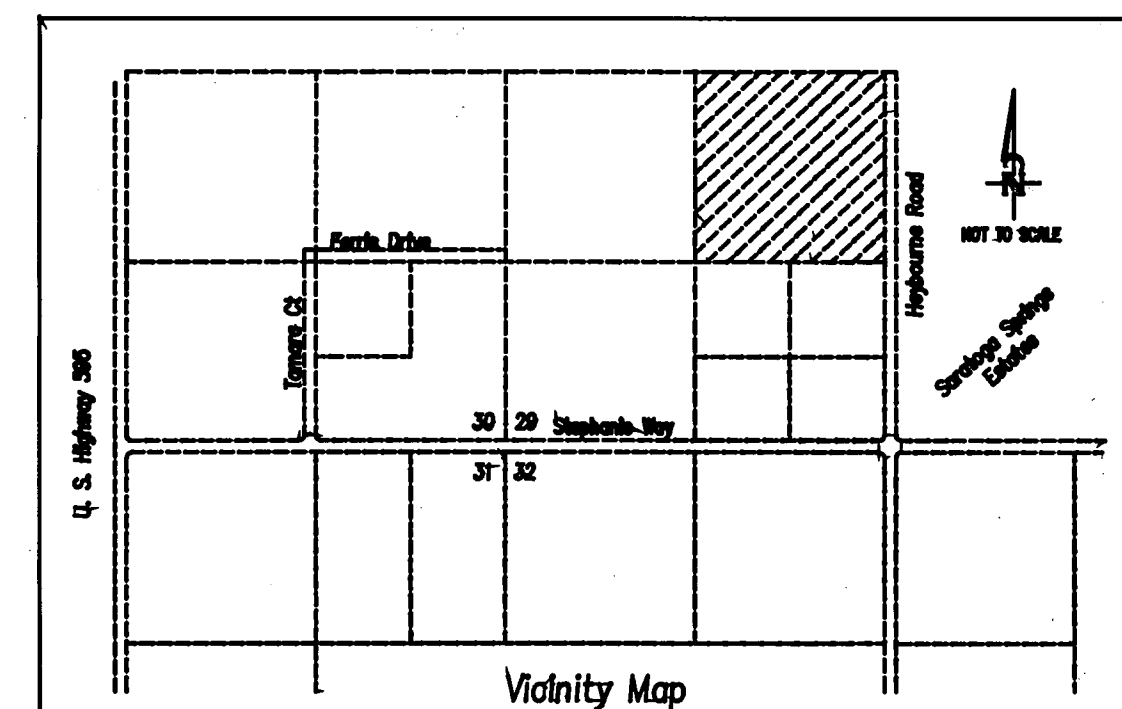 N
NOT TO SCALE
Heybourne Road
Ferris Drive
Tamara Ct
Saratoga Springs
Estates
U. S. Highway 395
30 29 Stephanie Way
31 32
Vicinity Map